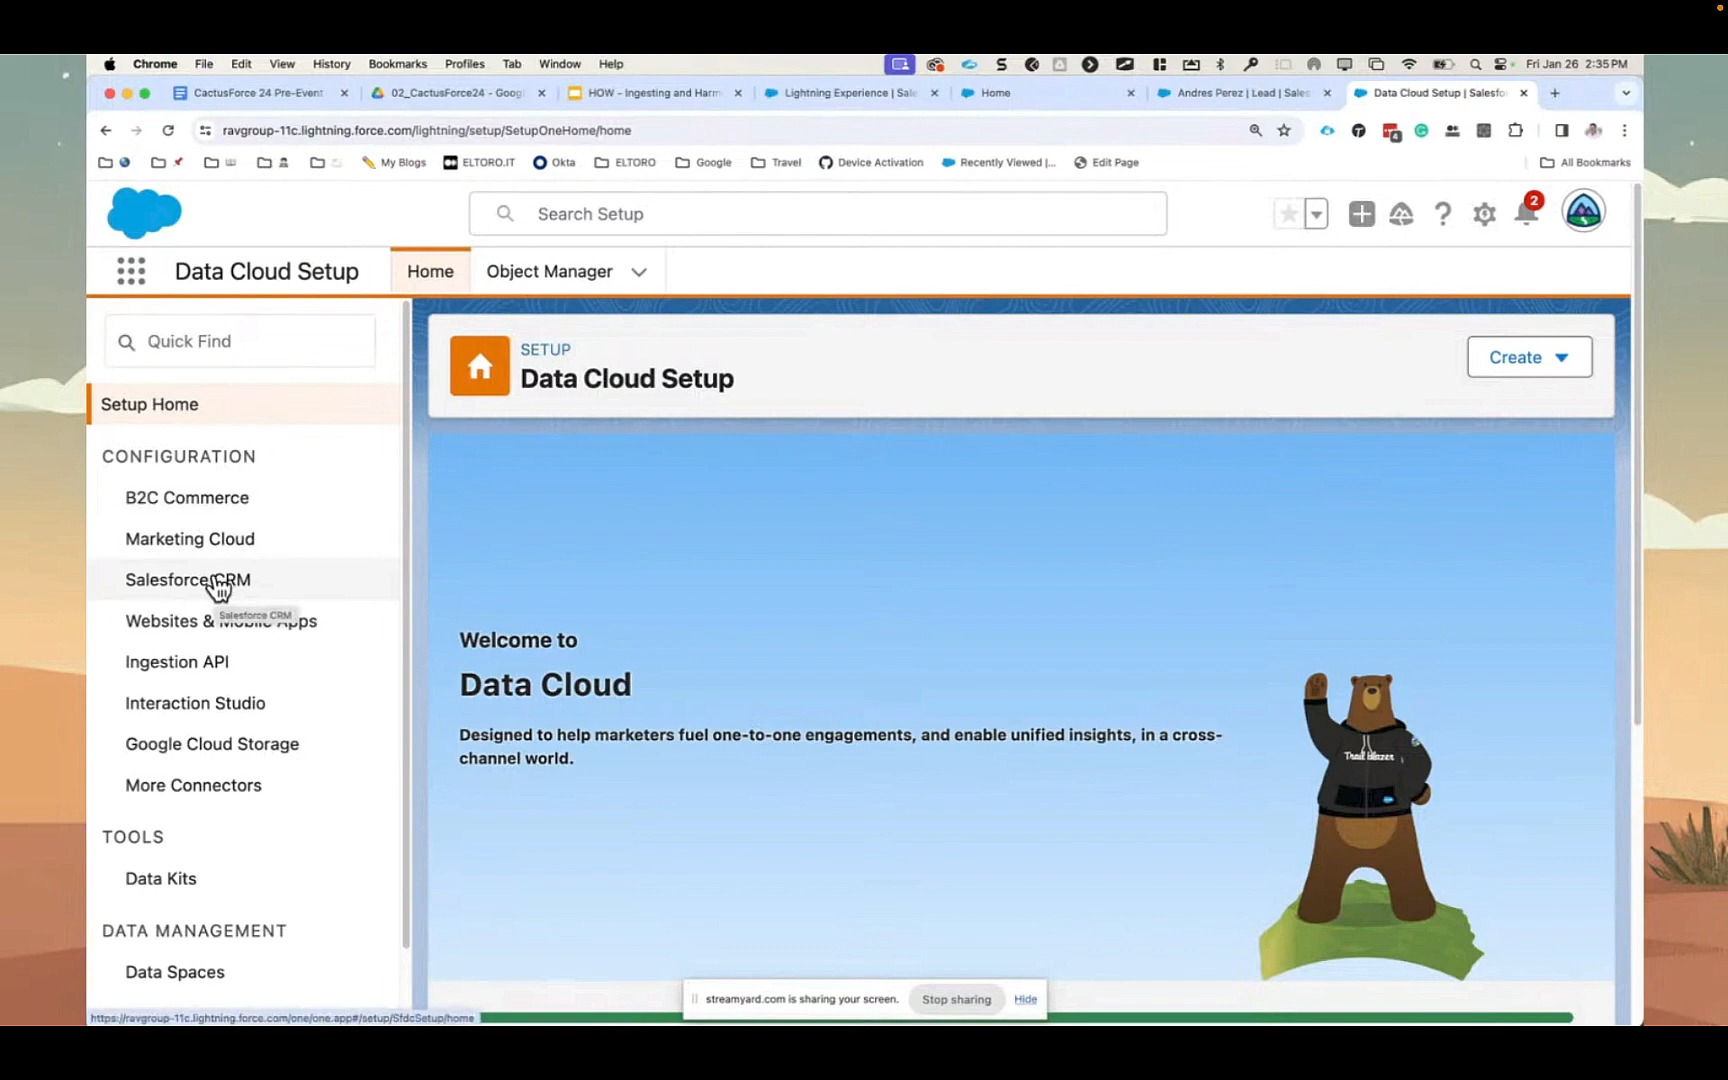 Chrome File Edit View History Bookmarks Profiles Tab Window Help Fri Jan 26 2:35 PM
CactusForce 24 Pre-Event 02_CactusForce24 - Goog HOW - Ingesting and Harm Lightning Experience | Sale Home Andres Perez | Lead | Sales Data Cloud Setup | Salesfo
ravgroup-11c.lightning.force.com/lightning/setup/SetupOneHome/home 4
My Blogs ELTORO.IT Okta ELTORO Google Travel Device Activation Recently Viewed |... Edit Page All Bookmarks
Search Setup 2
Data Cloud Setup Home Object Manager
Quick Find
Setup Home
CONFIGURATION
B2C Commerce
Marketing Cloud
Salesforce CRM
Salesforce CRM
Websites & Mobile Apps
Ingestion API
Interaction Studio
Google Cloud Storage
More Connectors
TOOLS
Data Kits
DATA MANAGEMENT
Data Spaces
SETUP
Data Cloud Setup
Create
Welcome to
Data Cloud
Designed to help marketers fuel one-to-one engagements, and enable unified insights, in a cross-
channel world.
Trailblazer
streamyard.com is sharing your screen. Stop sharing Hide
https://ravgroup-11c.lightning.force.com/one/one.app#/setup/SfdcSetup/home